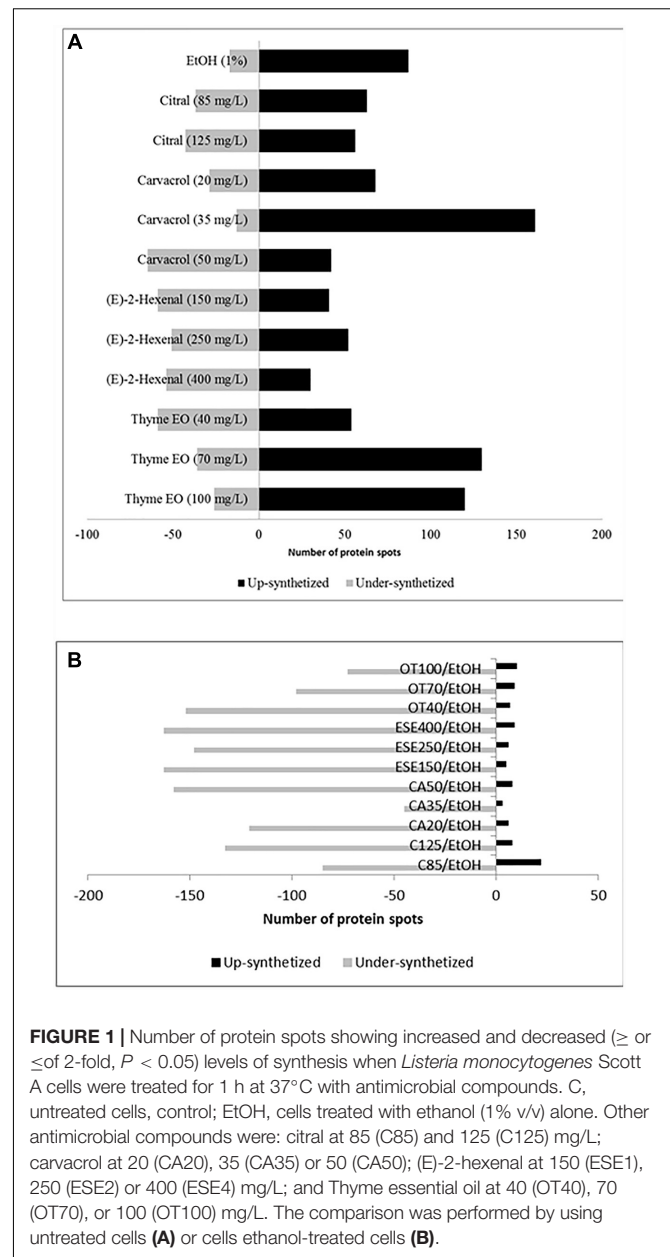 A
EtOH (1%)
Citral (85 mg/L)
Citral (125 mg/L)
Carvacrol (20 mg/L)
Carvacrol (35 mg/L)
Carvacrol (50 mg/L)
(E)-2-Hexenal (150 mg/L)
(E)-2-Hexenal (250 mg/L)
(E)-2-Hexenal (400 mg/L)
Thyme EO (40 mg/L)
Thyme EO (70 mg/L)
Thyme EO (100 mg/L)
-100 -50 0 50 100 150 200
Number of protein spots
Up-synthetized Under-synthetized
B
OT100/EtOH
OT70/EtOH
OT40/EtOH
ESE400/EtOH
ESE250/EtOH
ESE150/EtOH
CA50/EtOH
CA35/EtOH
CA20/EtOH
C125/EtOH
C85/EtOH
-200 -150 -100 -50 0 50
Number of protein spots
Up-synthetized Under-synthetized
FIGURE 1 | Number of protein spots showing increased and decreased (≥ or
≤of 2-fold, P < 0.05) levels of synthesis when Listeria monocytogenes Scott
A cells were treated for 1 h at 37°C with antimicrobial compounds. C,
untreated cells, control; EtOH, cells treated with ethanol (1% v/v) alone. Other
antimicrobial compounds were: citral at 85 (C85) and 125 (C125) mg/L;
carvacrol at 20 (CA20), 35 (CA35) or 50 (CA50); (E)-2-hexenal at 150 (ESE1),
250 (ESE2) or 400 (ESE4) mg/L; and Thyme essential oil at 40 (OT40), 70
(OT70), or 100 (OT100) mg/L. The comparison was performed by using
untreated cells (A) or cells ethanol-treated cells (B).